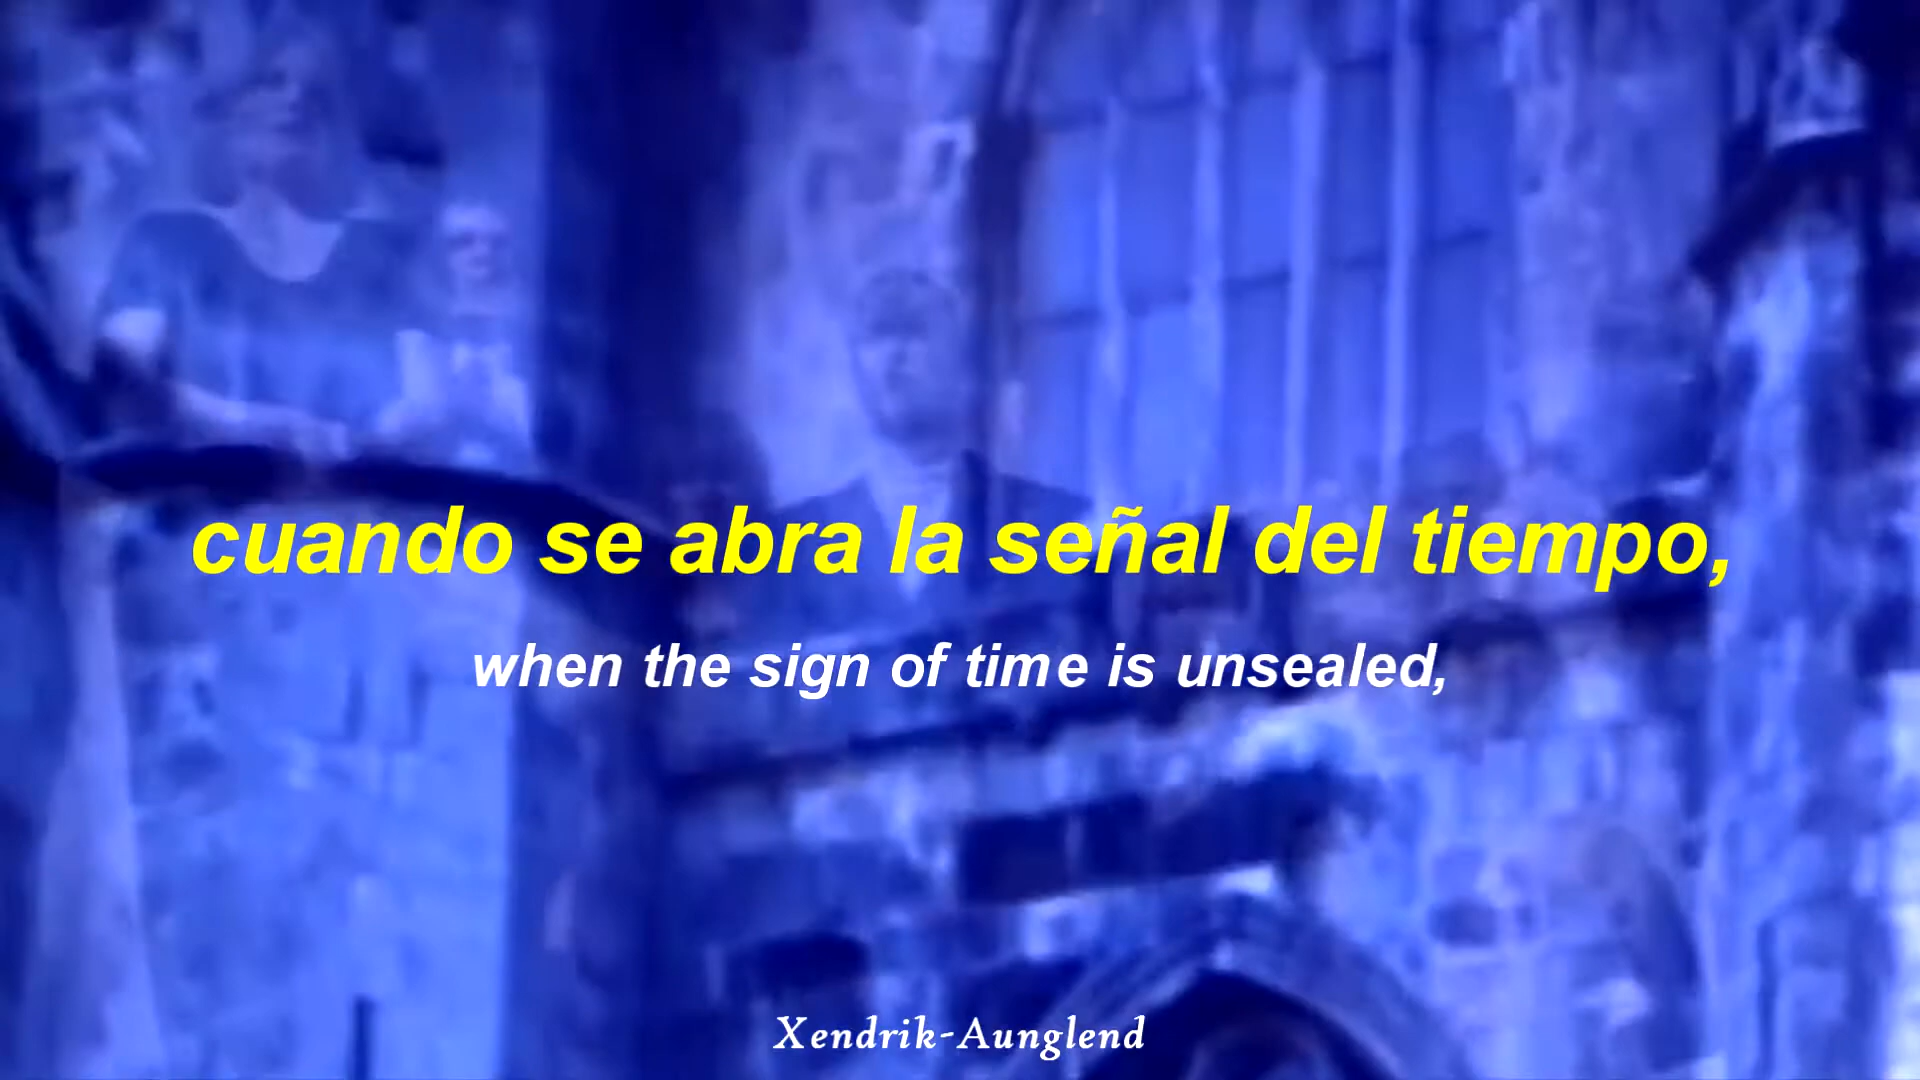 cuando se abra la señal del tiempo,
when the sign of time is unsealed,
Xendrik-Aunglend